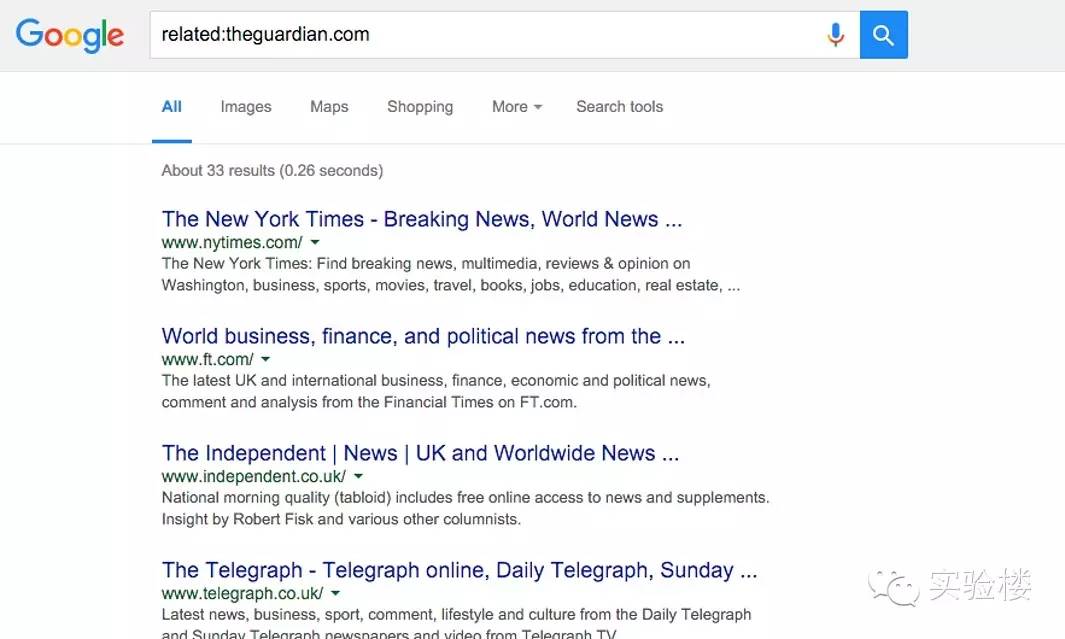 Google
related:theguardian.com
All Images Maps Shopping More Search tools
About 33 results (0.26 seconds)
The New York Times - Breaking News, World News ...
www.nytimes.com/
The New York Times: Find breaking news, multimedia, reviews & opinion on
Washington, business, sports, movies, travel, books, jobs, education, real estate, ...
World business, finance, and political news from the ...
www.ft.com/
The latest UK and international business, finance, economic and political news,
comment and analysis from the Financial Times on FT.com.
The Independent | News | UK and Worldwide News ...
www.independent.co.uk/
National morning quality (tabloid) includes free online access to news and supplements.
Insight by Robert Fisk and various other columnists.
The Telegraph - Telegraph online, Daily Telegraph, Sunday ...
www.telegraph.co.uk/
Latest news, business, sport, comment, lifestyle and culture from the Daily Telegraph
and Sunday Telegraph newspapers and video from Telegraph TV.
实验楼